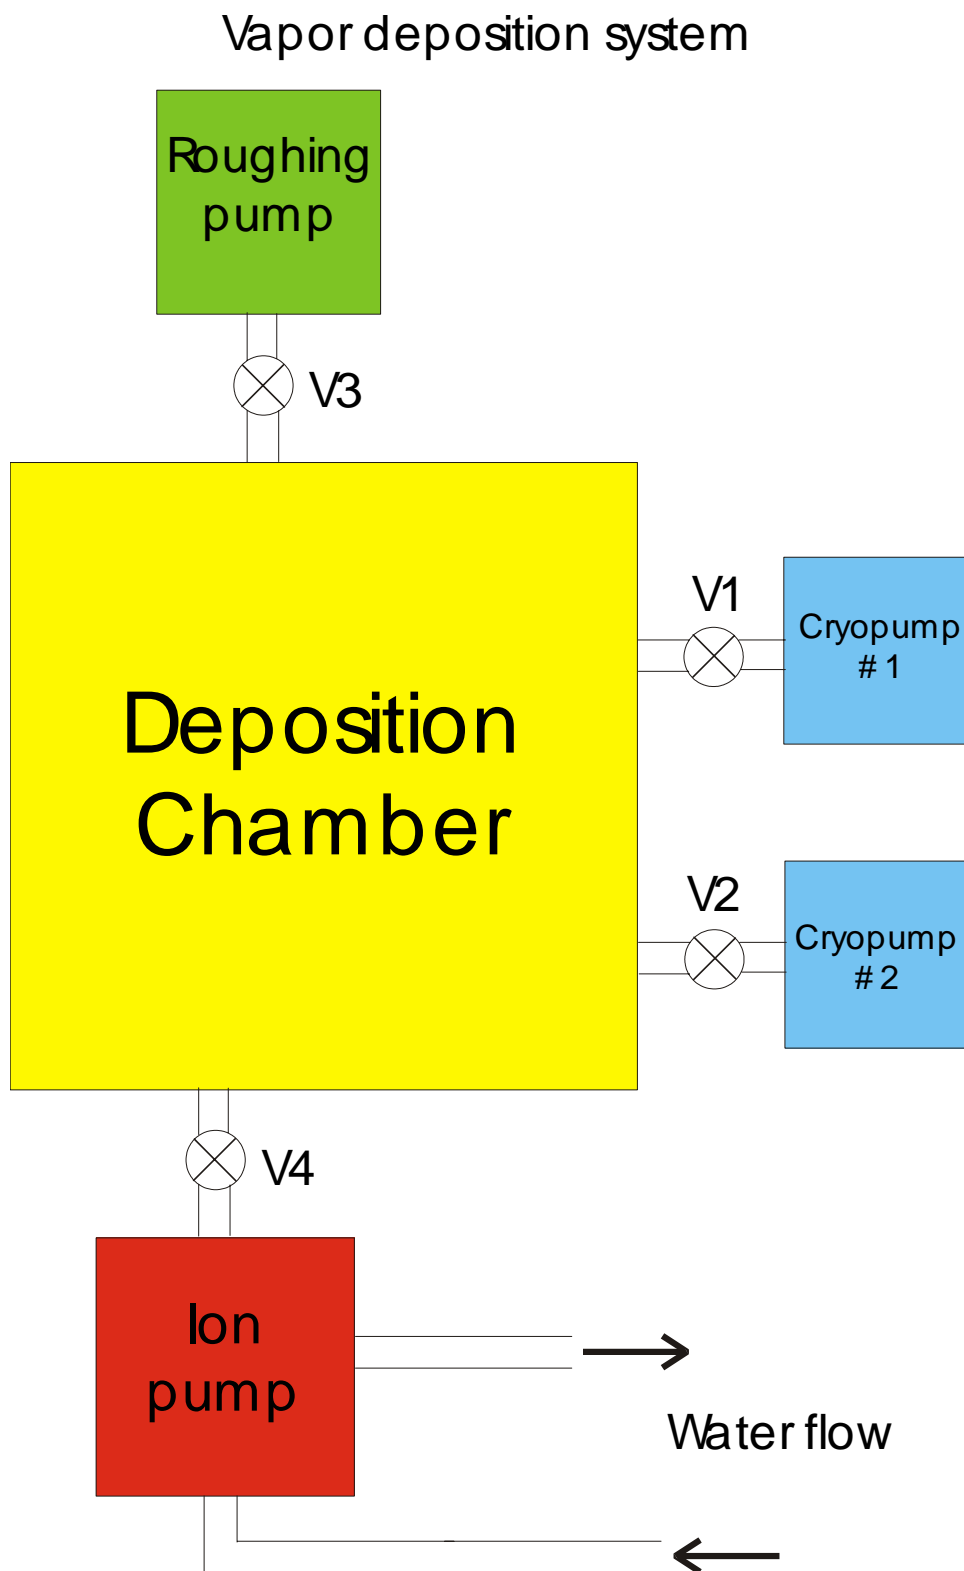 Vapor deposition system
Roughing
pump
V3
V1
Cryopump
#1
Deposition
Chamber
V2
Cryopump
#2
V4
Ion
pump
Water flow